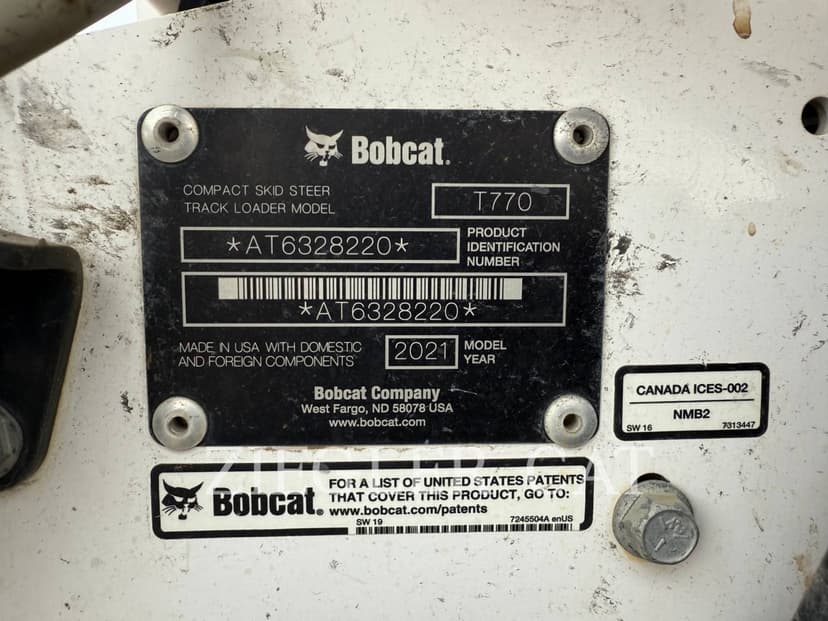 Bobcat.
COMPACT SKID STEER
TRACK LOADER MODEL
T770
*AT6328220*
PRODUCT
IDENTIFICATION
NUMBER
*AT6328220*
MADE IN USA WITH DOMESTIC
AND FOREIGN COMPONENTS
2021
MODEL
YEAR
Bobcat Company
West Fargo, ND 58078 USA
www.bobcat.com
CANADA ICES-002
NMB2
SW 16
7313447
ZIEGLER CAT
Bobcat.
FOR A LIST OF UNITED STATES PATENTS
THAT COVER THIS PRODUCT, GO TO:
www.bobcat.com/patents
SW 19
7245504A enUS